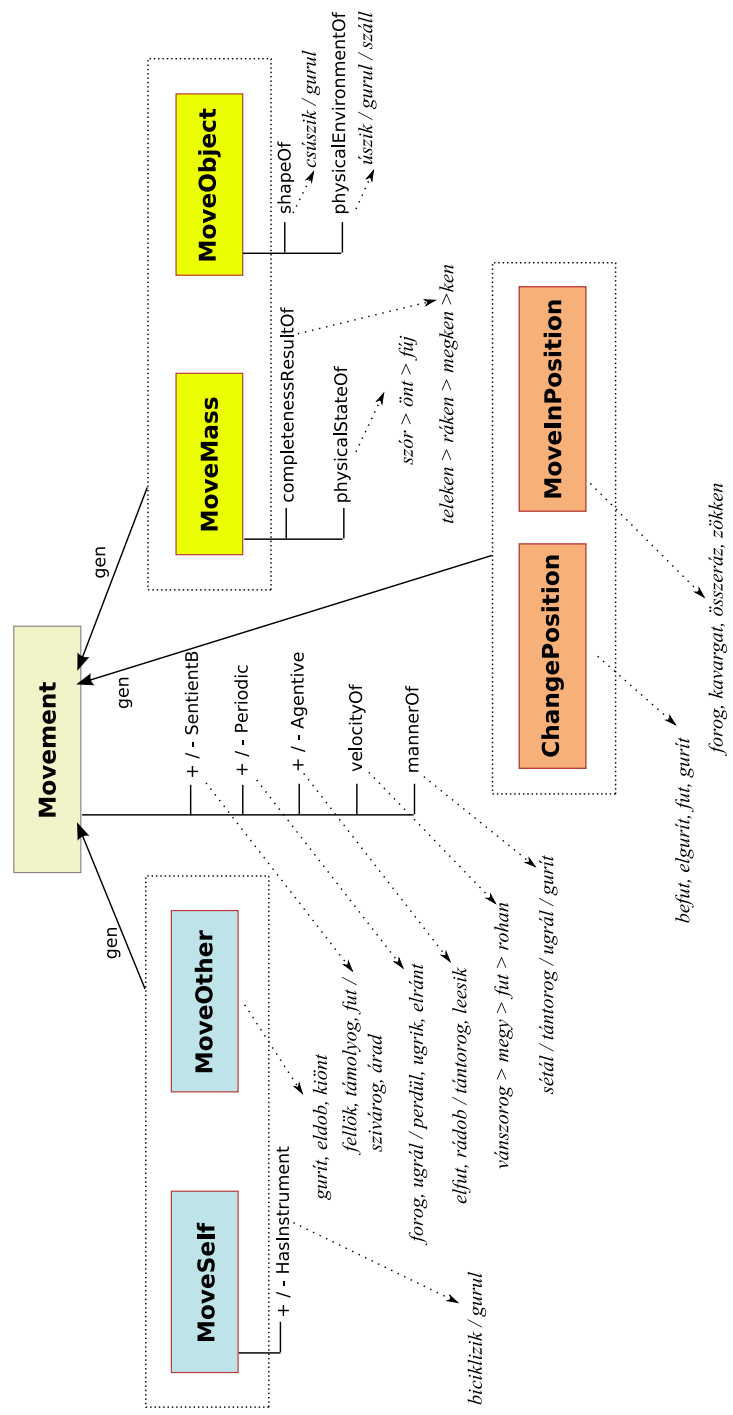 Movement
gen
gen
gen
MoveSelf
MoveOther
MoveMass
MoveObject
+ / - HasInstrument
+ / - SentientB
+ / - Periodic
+ / - Agentive
velocityOf
mannerOf
completenessResultOf
physicalStateOf
shapeOf
physicalEnvironmentOf
csúszik / gurul
úszik / gurul / száll
szór > önt > fúj
teleken > ráken > megken >ken
gurít, eldob, kiönt
fellök, támolyog, fut /
szivárog, árad
forog, ugrál / perdül, ugrik, elránt
elfut, rádob / tántorog, leesik
biciklizik / gurul
vánszorog > megy > fut > rohan
sétál / tántorog / ugrál / gurít
ChangePosition
MoveInPosition
befut, elgurít, fut, gurít
forog, kavargat, összeráz, zökken